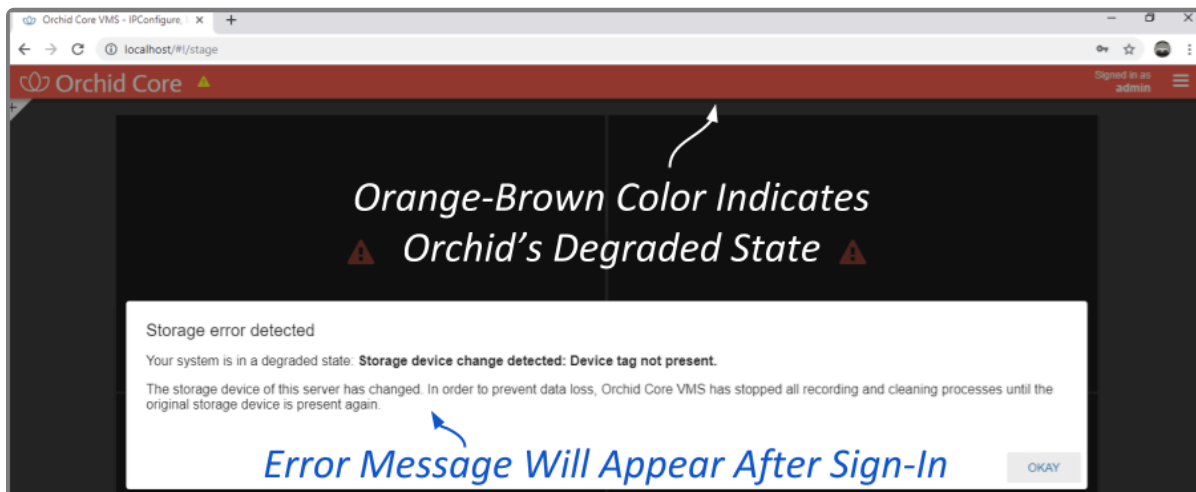 Orchid Core VMS - IPConfigure, I
localhost/#!/stage
Orchid Core
Signed in as
admin
Orange-Brown Color Indicates
Orchid's Degraded State
Storage error detected
Your system is in a degraded state: Storage device change detected: Device tag not present.
The storage device of this server has changed. In order to prevent data loss, Orchid Core VMS has stopped all recording and cleaning processes until the
original storage device is present again.
Error Message Will Appear After Sign-In
OKAY